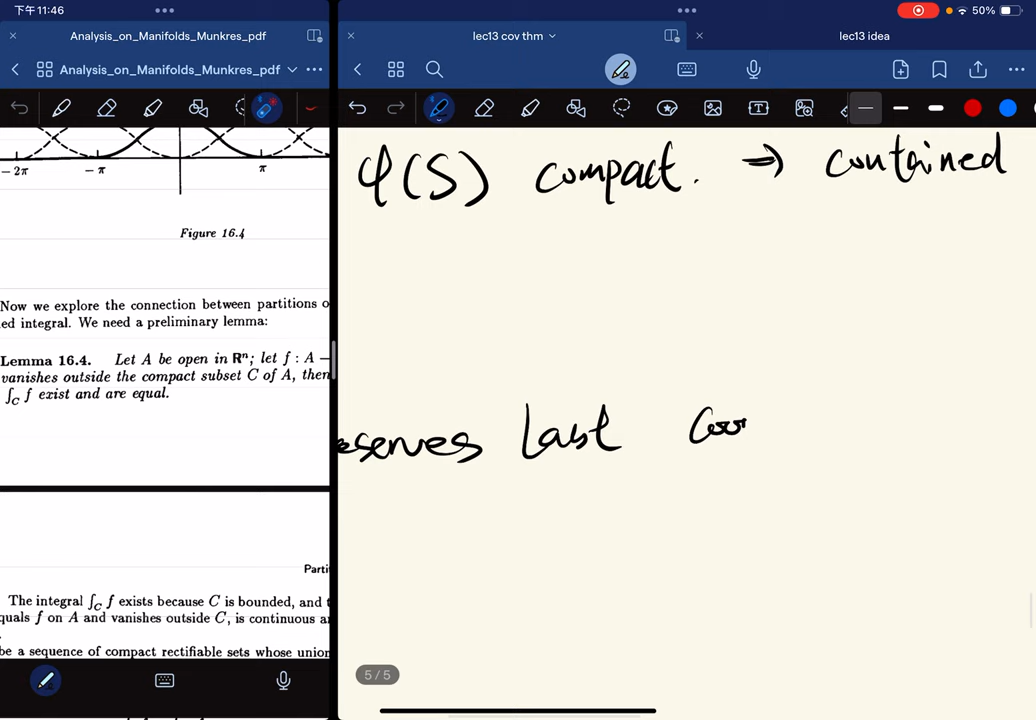 下午11:46
50%
Analysis_on_Manifolds_Munkres_pdf
lec13 cov thm
lec13 idea
Analysis_on_Manifolds_Munkres_pdf
− 2π
− π
π
Figure 16.4
Now we explore the connection between partitions o
ed integral. We need a preliminary lemma:
Lemma 16.4. Let A be open in Rⁿ; let f : A −
vanishes outside the compact subset C of A, then
∫_C f exist and are equal.
Parti
The integral ∫_C f exists because C is bounded, and
quals f on A and vanishes outside C, is continuous a
be a sequence of compact rectifiable sets whose union
φ(S) compact. ⇒ contained
eserves last Coor
5 / 5